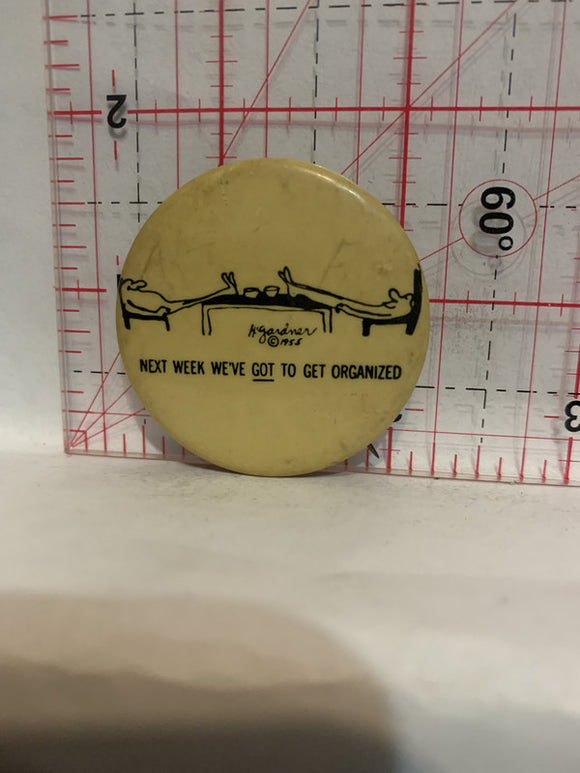 2
60°
A Gardner
© 1955
NEXT WEEK WE'VE GOT TO GET ORGANIZED
3